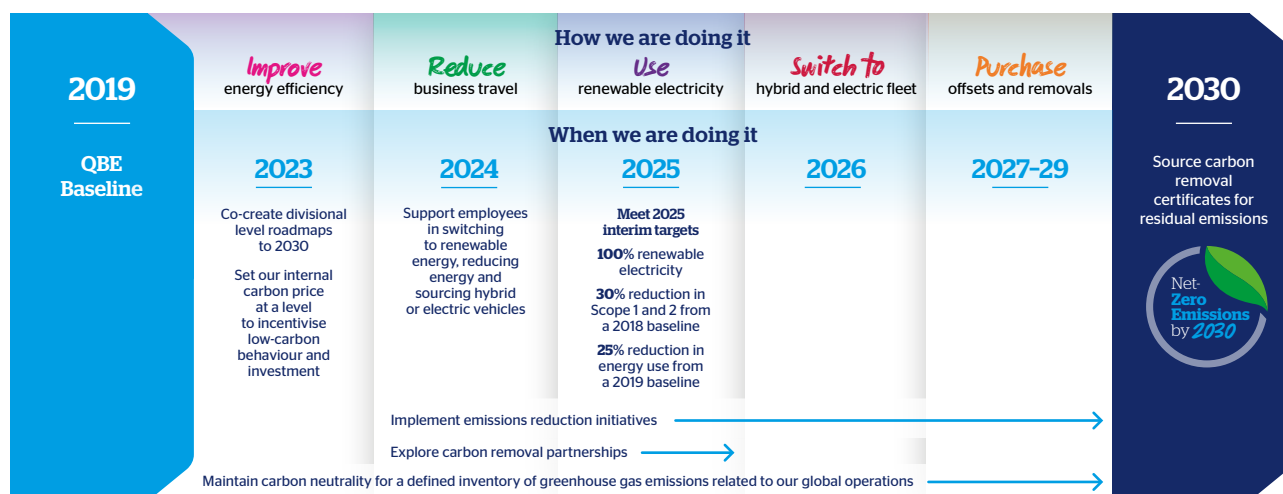 2019
QBE
Baseline
How we are doing it
Improve
energy efficiency
Reduce
business travel
Use
renewable electricity
Switch to
hybrid and electric fleet
Purchase
offsets and removals
When we are doing it
2023
Co-create divisional
level roadmaps
to 2030
Set our internal
carbon price
at a level
to incentivise
low-carbon
behaviour and
investment
2024
Support employees
in switching
to renewable
energy, reducing
energy and
sourcing hybrid
or electric vehicles
2025
Meet 2025
interim targets
100% renewable
electricity
30% reduction in
Scope 1 and 2 from
a 2018 baseline
25% reduction in
energy use from
a 2019 baseline
2026
2027–29
Implement emissions reduction initiatives
Explore carbon removal partnerships
Maintain carbon neutrality for a defined inventory of greenhouse gas emissions related to our global operations
2030
Source carbon
removal
certificates for
residual emissions
Net-
Zero
Emissions
by 2030